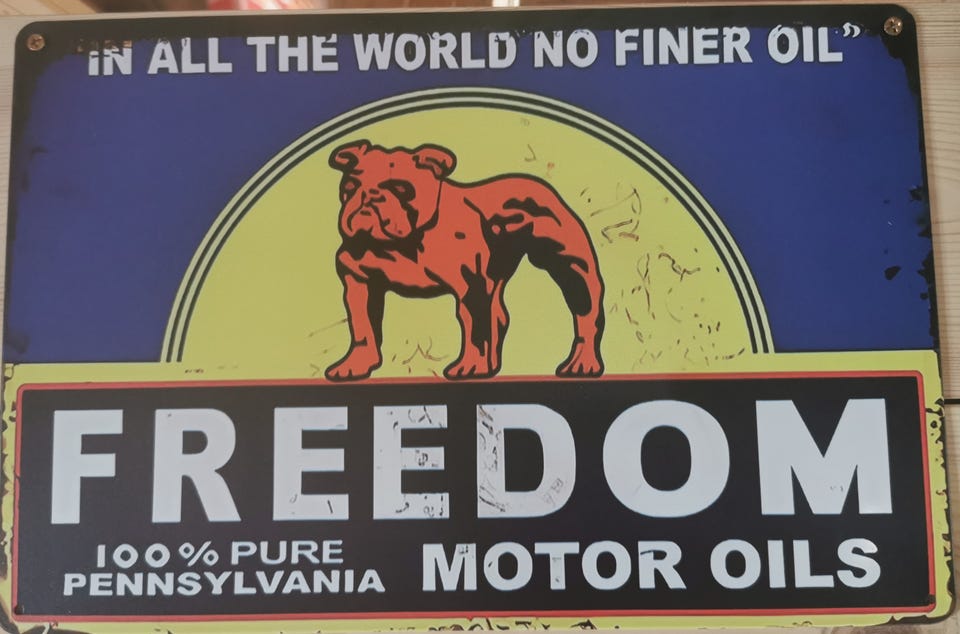 IN ALL THE WORLD NO FINER OIL”
FREEDOM
100% PURE
PENNSYLVANIA
MOTOR OILS